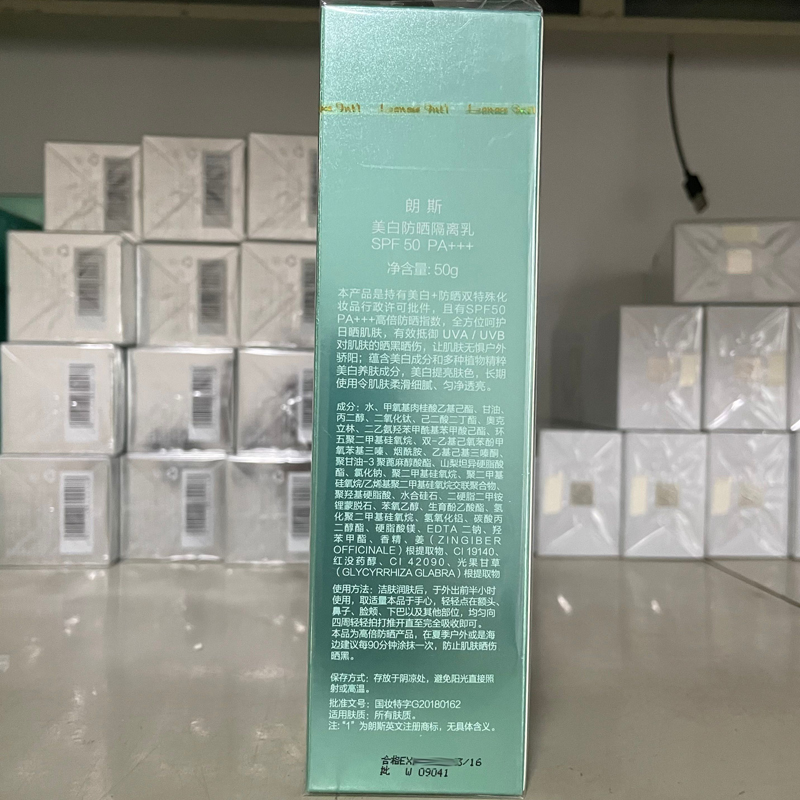 朗斯
美白防晒隔离乳
SPF 50 PA+++
净含量: 50g
本产品是持有美白+防晒双特殊化
妆品行政许可批件，且有SPF50
PA+++高倍防晒指数，全方位呵护
日晒肌肤，有效抵御 UVA / UVB
对肌肤的晒黑晒伤，让肌肤无惧户外
骄阳；蕴含美白成分和多种植物精粹
美白养肤成分，美白提亮肤色，长期
使用令肌肤柔滑细腻、匀净透亮。
成分：水、甲氧基肉桂酸乙基己酯、甘油、
丙二醇、二氧化钛、己二酸二丁酯、奥克
立林、二乙氨羟苯甲酰基苯甲酸己酯、环
五聚二甲基硅氧烷、双-乙基己氧苯酚甲
氧苯基三嗪、烟酰胺、乙基己基三嗪酮、
聚甘油-3 聚蓖麻醇酸酯、山梨坦异硬脂酸
酯、氯化钠、聚二甲基硅氧烷、聚二甲基
硅氧烷/乙烯基聚二甲基硅氧烷交联聚合物、
聚羟基硬脂酸、水合硅石、二硬脂二甲铵
锂蒙脱石、苯氧乙醇、生育酚乙酸酯、氢
化聚二甲基硅氧烷、氢氧化铝、碳酸丙
二醇酯、硬脂酸镁、EDTA 二钠、羟
苯甲酯、香精、姜（ZINGIBER
OFFICINALE）根提取物、CI 19140、
红没药醇、CI 42090、光果甘草
（GLYCYRRHIZA GLABRA）根提取物
使用方法：洁肤润肤后，于外出前半小时
使用，取适量本品于手心，轻轻点在额头、
鼻子、脸颊、下巴以及其他部位，均匀向
四周轻轻拍打推开直至完全吸收即可。
本品为高倍防晒产品，在夏季户外或是海
边建议每90分钟涂抹一次，防止肌肤晒伤
晒黑。
保存方式：存放于阴凉处，避免阳光直接照
射或高温。
批准文号：国妆特字G20180162
适用肤质：所有肤质。
注："1" 为朗斯英文注册商标，无具体含义。
合格EX /16
批 W 09041